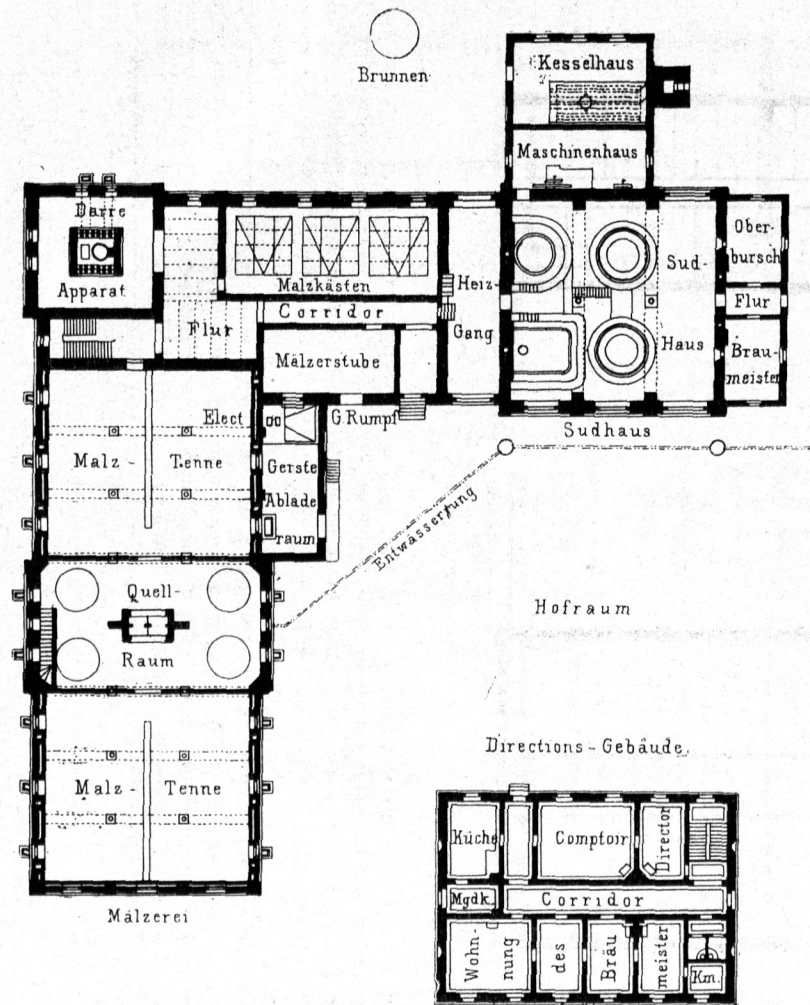 Brunnen.
Kesselhaus
Maschinenhaus
Darre
Apparat
Malzkästen
Heiz-
Gang
Sud-
Haus
Ober-
bursch
Flur
Brau-
meister
Flur
Corridor
Mälzerstube
G. Rumpf
Sudhaus
Elect
Malz - Tenne
Gerste
Ablade
raum
Entwässerung
Quell-
Raum
Hofraum
Malz - Tenne
Mälzerei
Directions-Gebäude.
Küche
Comptoir
Director
Mgdk.
Corridor
Wohn-
nung
des
Bräu
meister
Km.